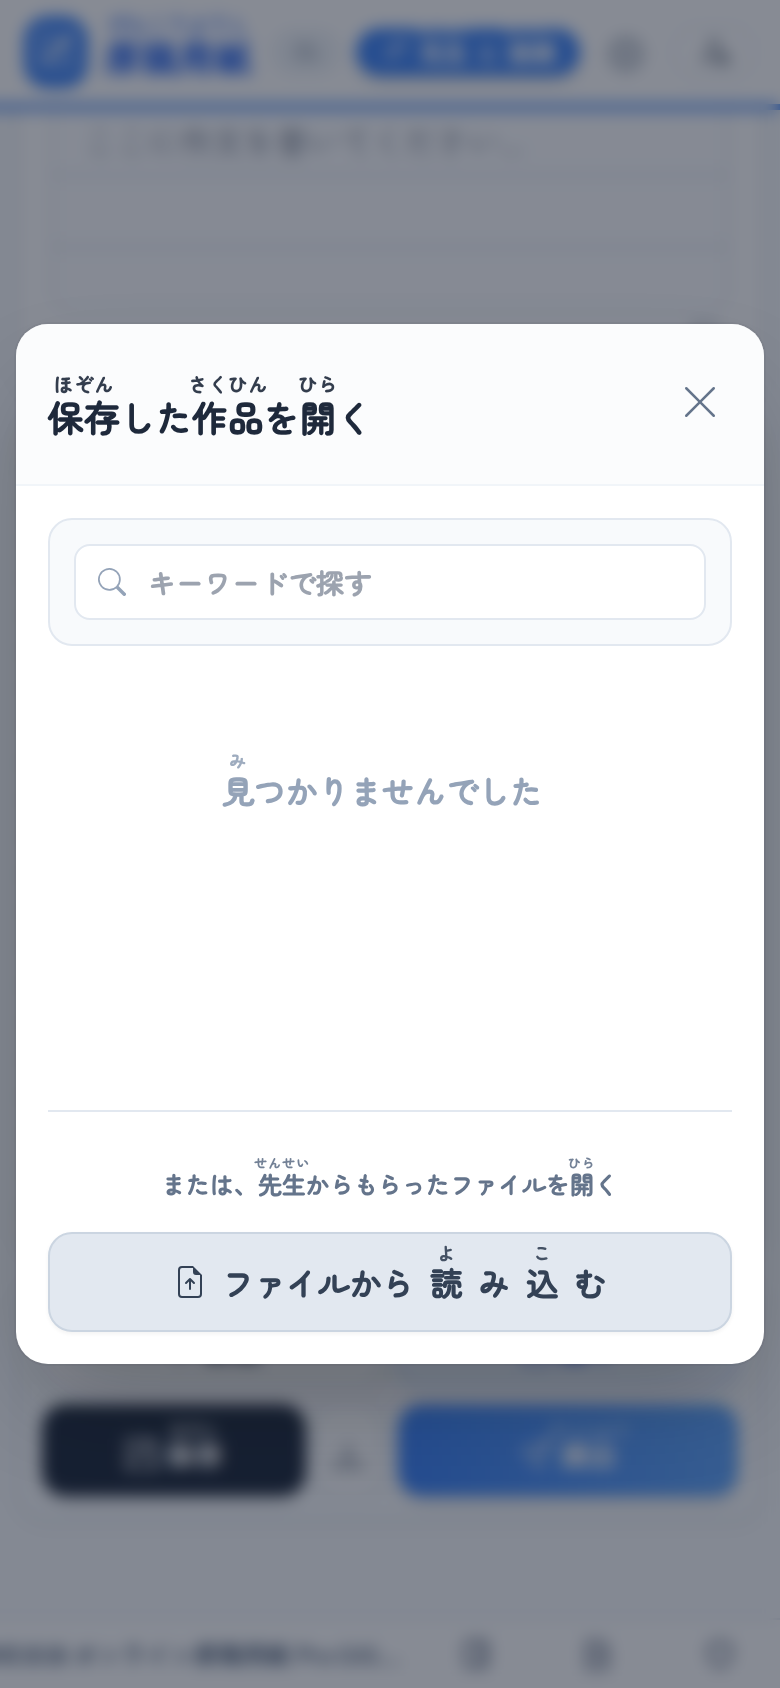 ほぞん さくひん ひら
保存した作品を開く
キーワードで探す
み
見つかりませんでした
せんせい ひら
または、先生からもらったファイルを開く
よ こ
ファイルから 読 み 込 む